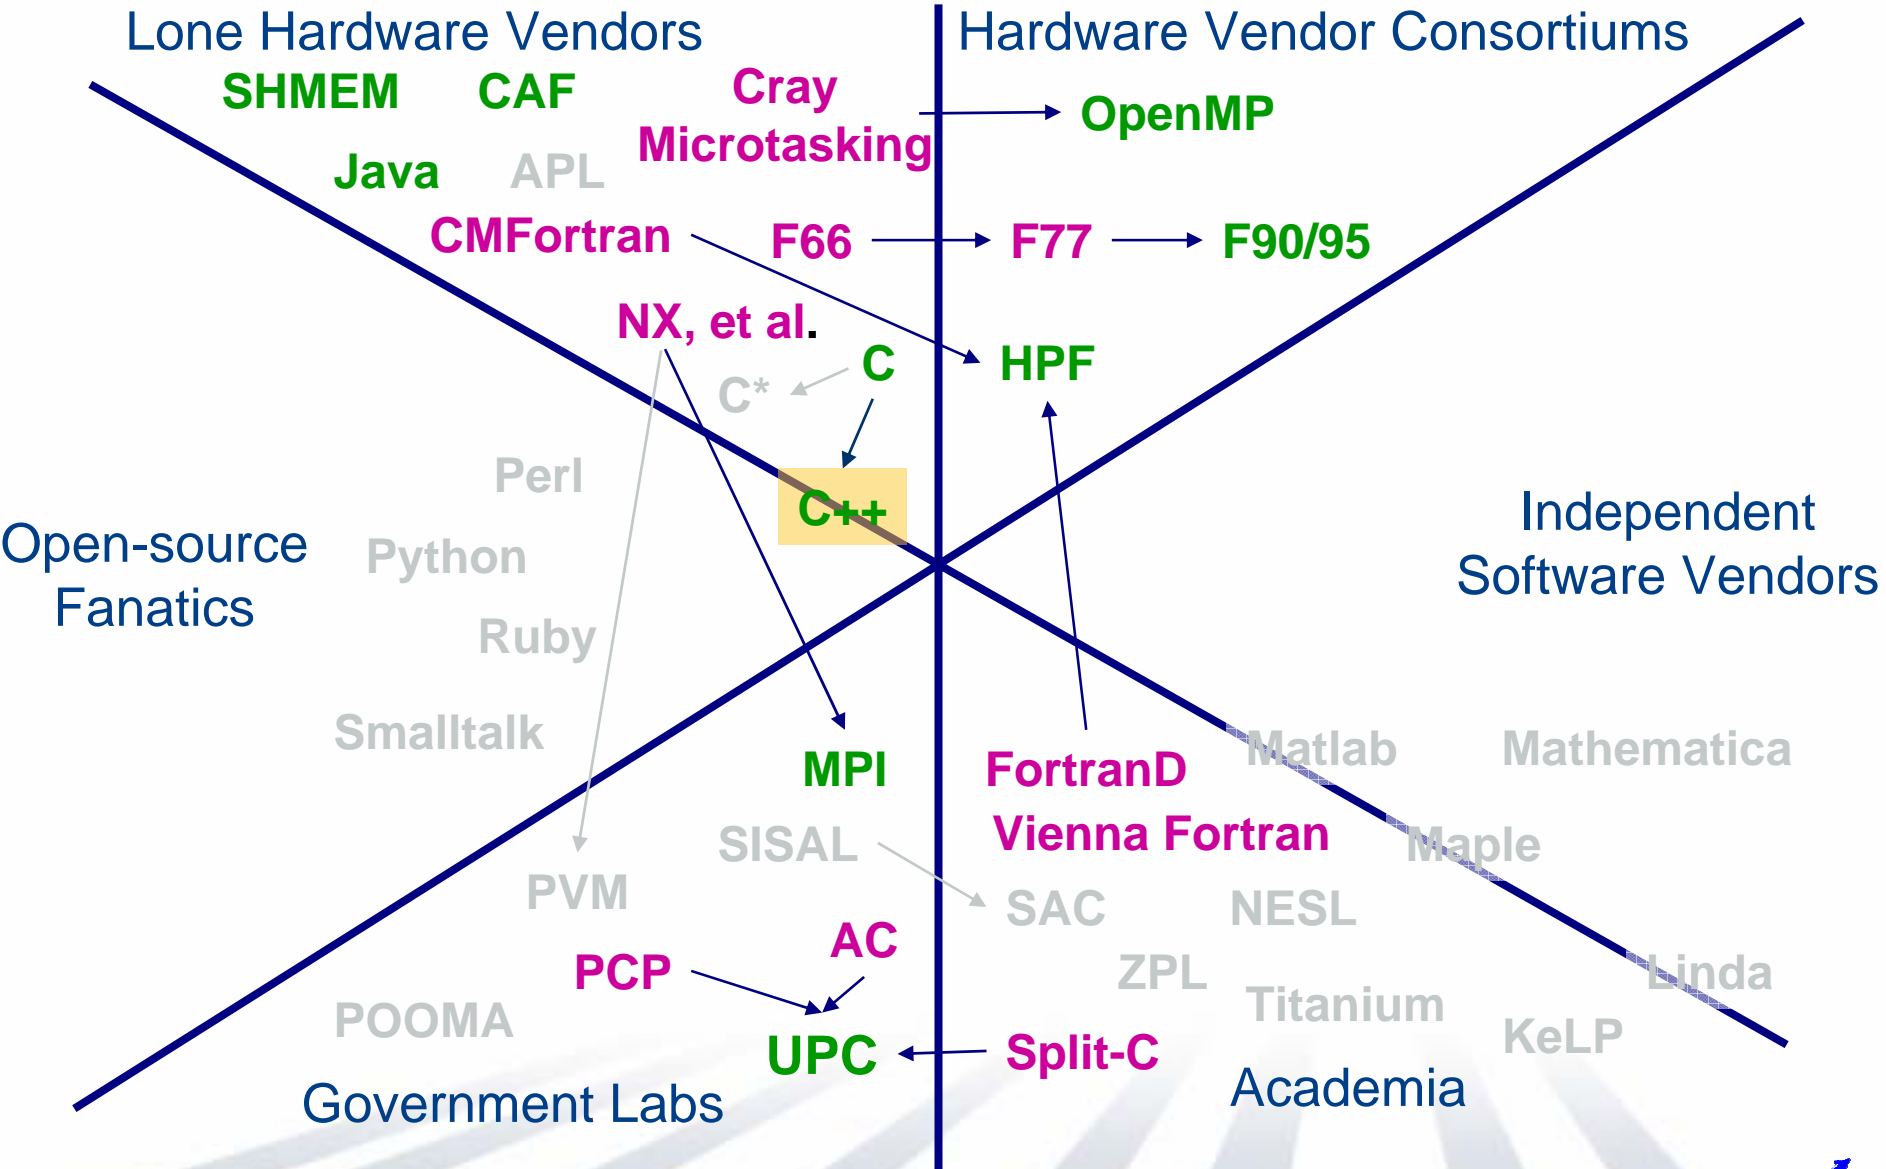 Lone Hardware Vendors
Hardware Vendor Consortiums
SHMEM
CAF
Cray
Microtasking
OpenMP
Java
APL
CMFortran
F66
F77
F90/95
NX, et al.
C
C*
HPF
C++
Perl
Python
Ruby
Smalltalk
Open-source
Fanatics
Independent
Software Vendors
MPI
FortranD
Vienna Fortran
Matlab
Mathematica
Maple
SISAL
SAC
NESL
PVM
AC
PCP
ZPL
Titanium
Linda
KeLP
POOMA
UPC
Split-C
Government Labs
Academia